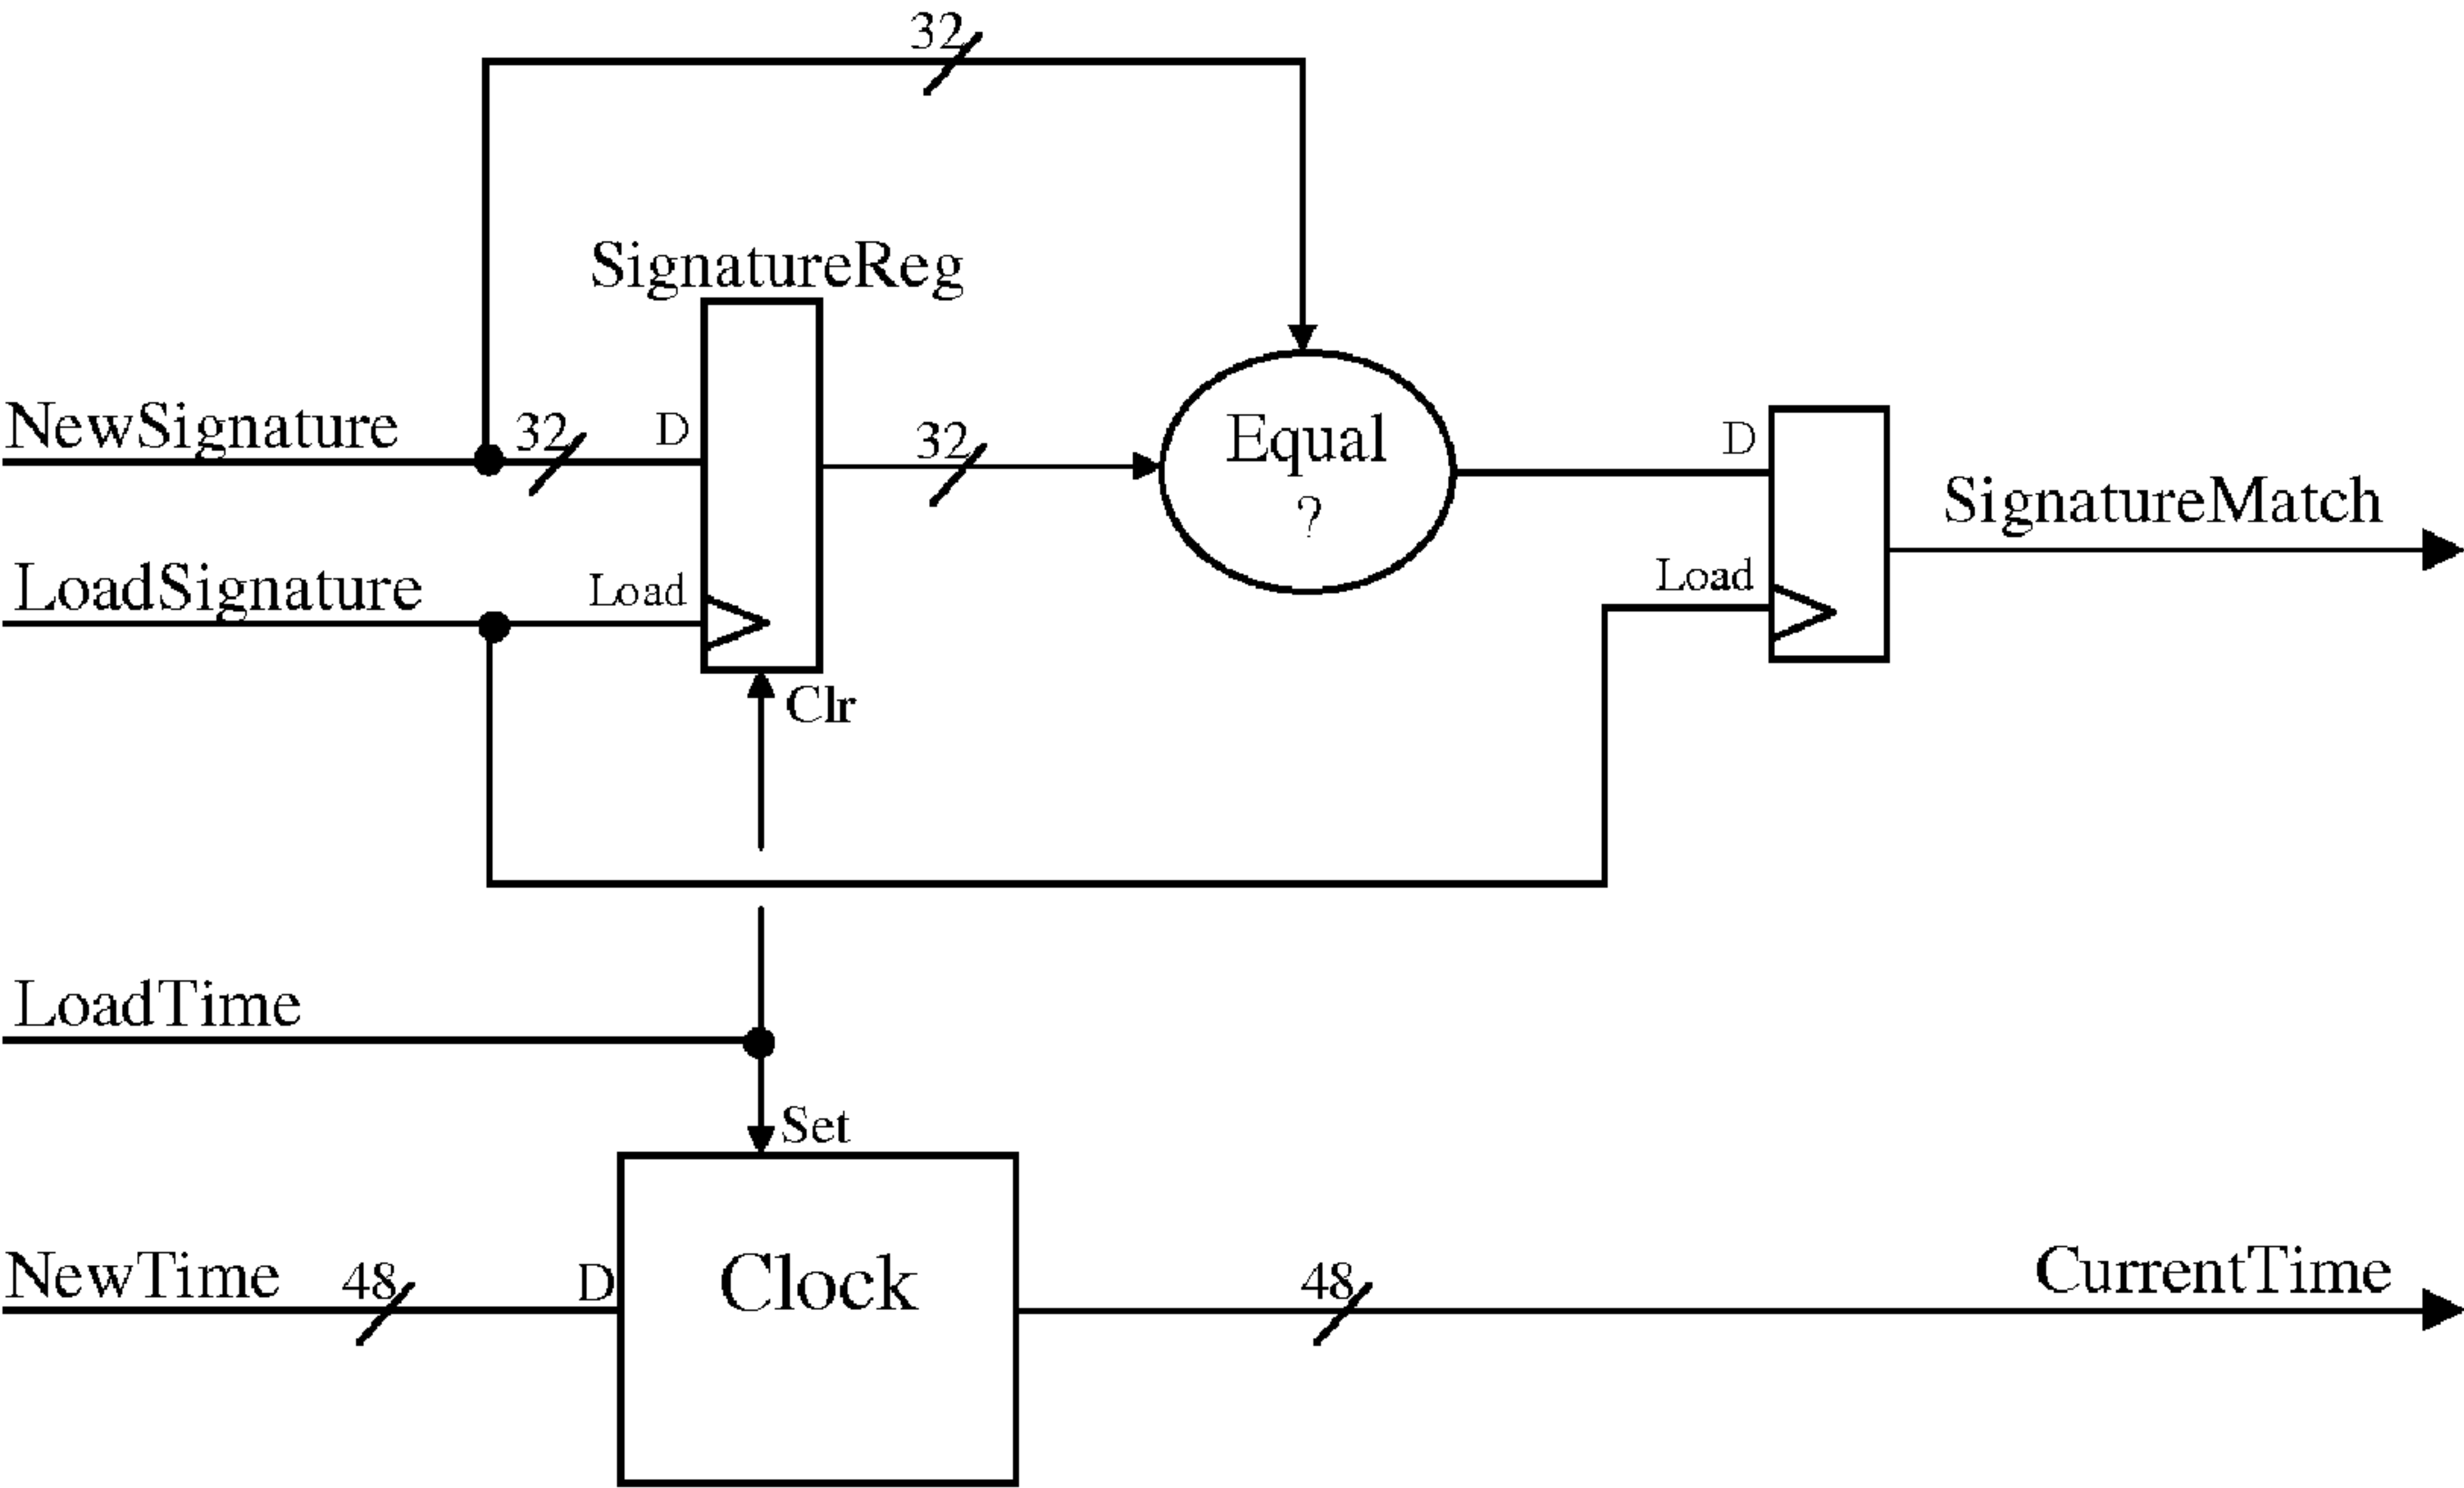 32
SignatureReg
NewSignature
32
D
32
Equal
?
D
SignatureMatch
LoadSignature
Load
Load
Clr
LoadTime
Set
NewTime
48
D
Clock
48
CurrentTime